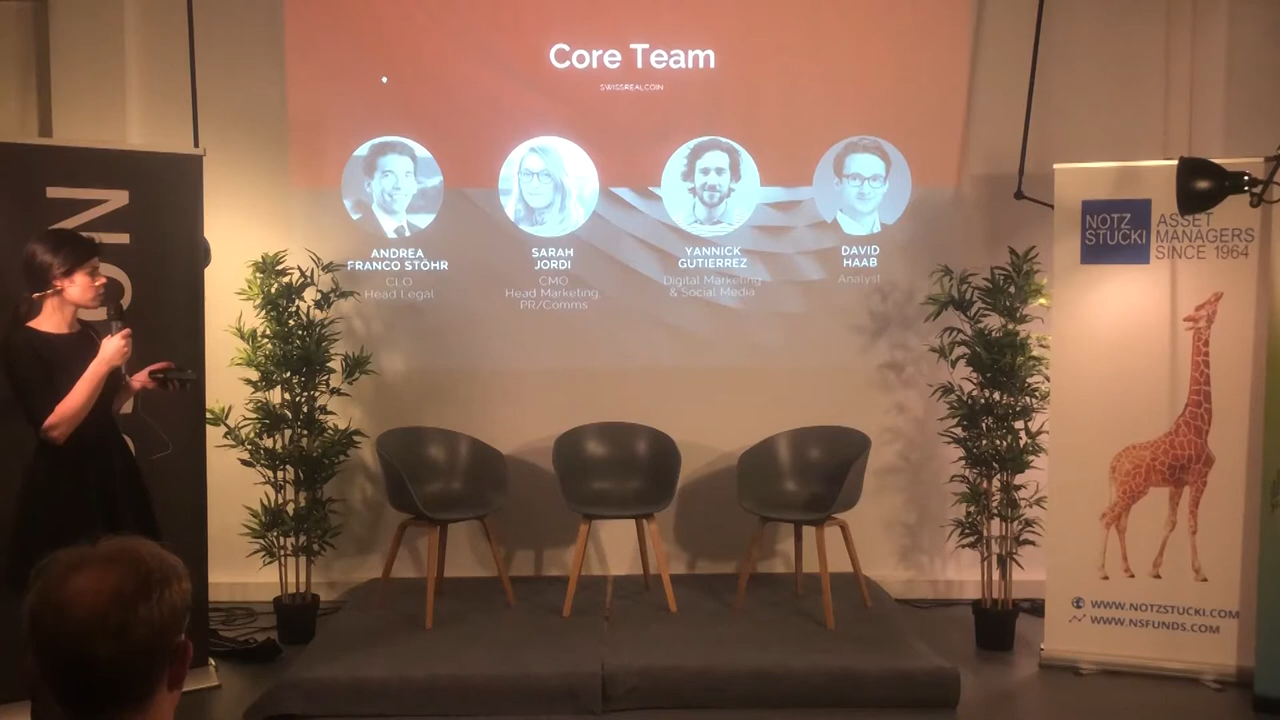 Core Team
SWISSREALCOIN
ANDREA
FRANCO STÖHR
CLO
Head Legal
SARAH
JORDI
CMO
Head Marketing
PR/Comms
YANNICK
GUTIERREZ
Digital Marketing
& Social Media
DAVID
HAAB
Analyst
NOTZ
STUCKI
ASSET
MANAGERS
SINCE 1964
WWW.NOTZSTUCKI.COM
WWW.NSFUNDS.COM